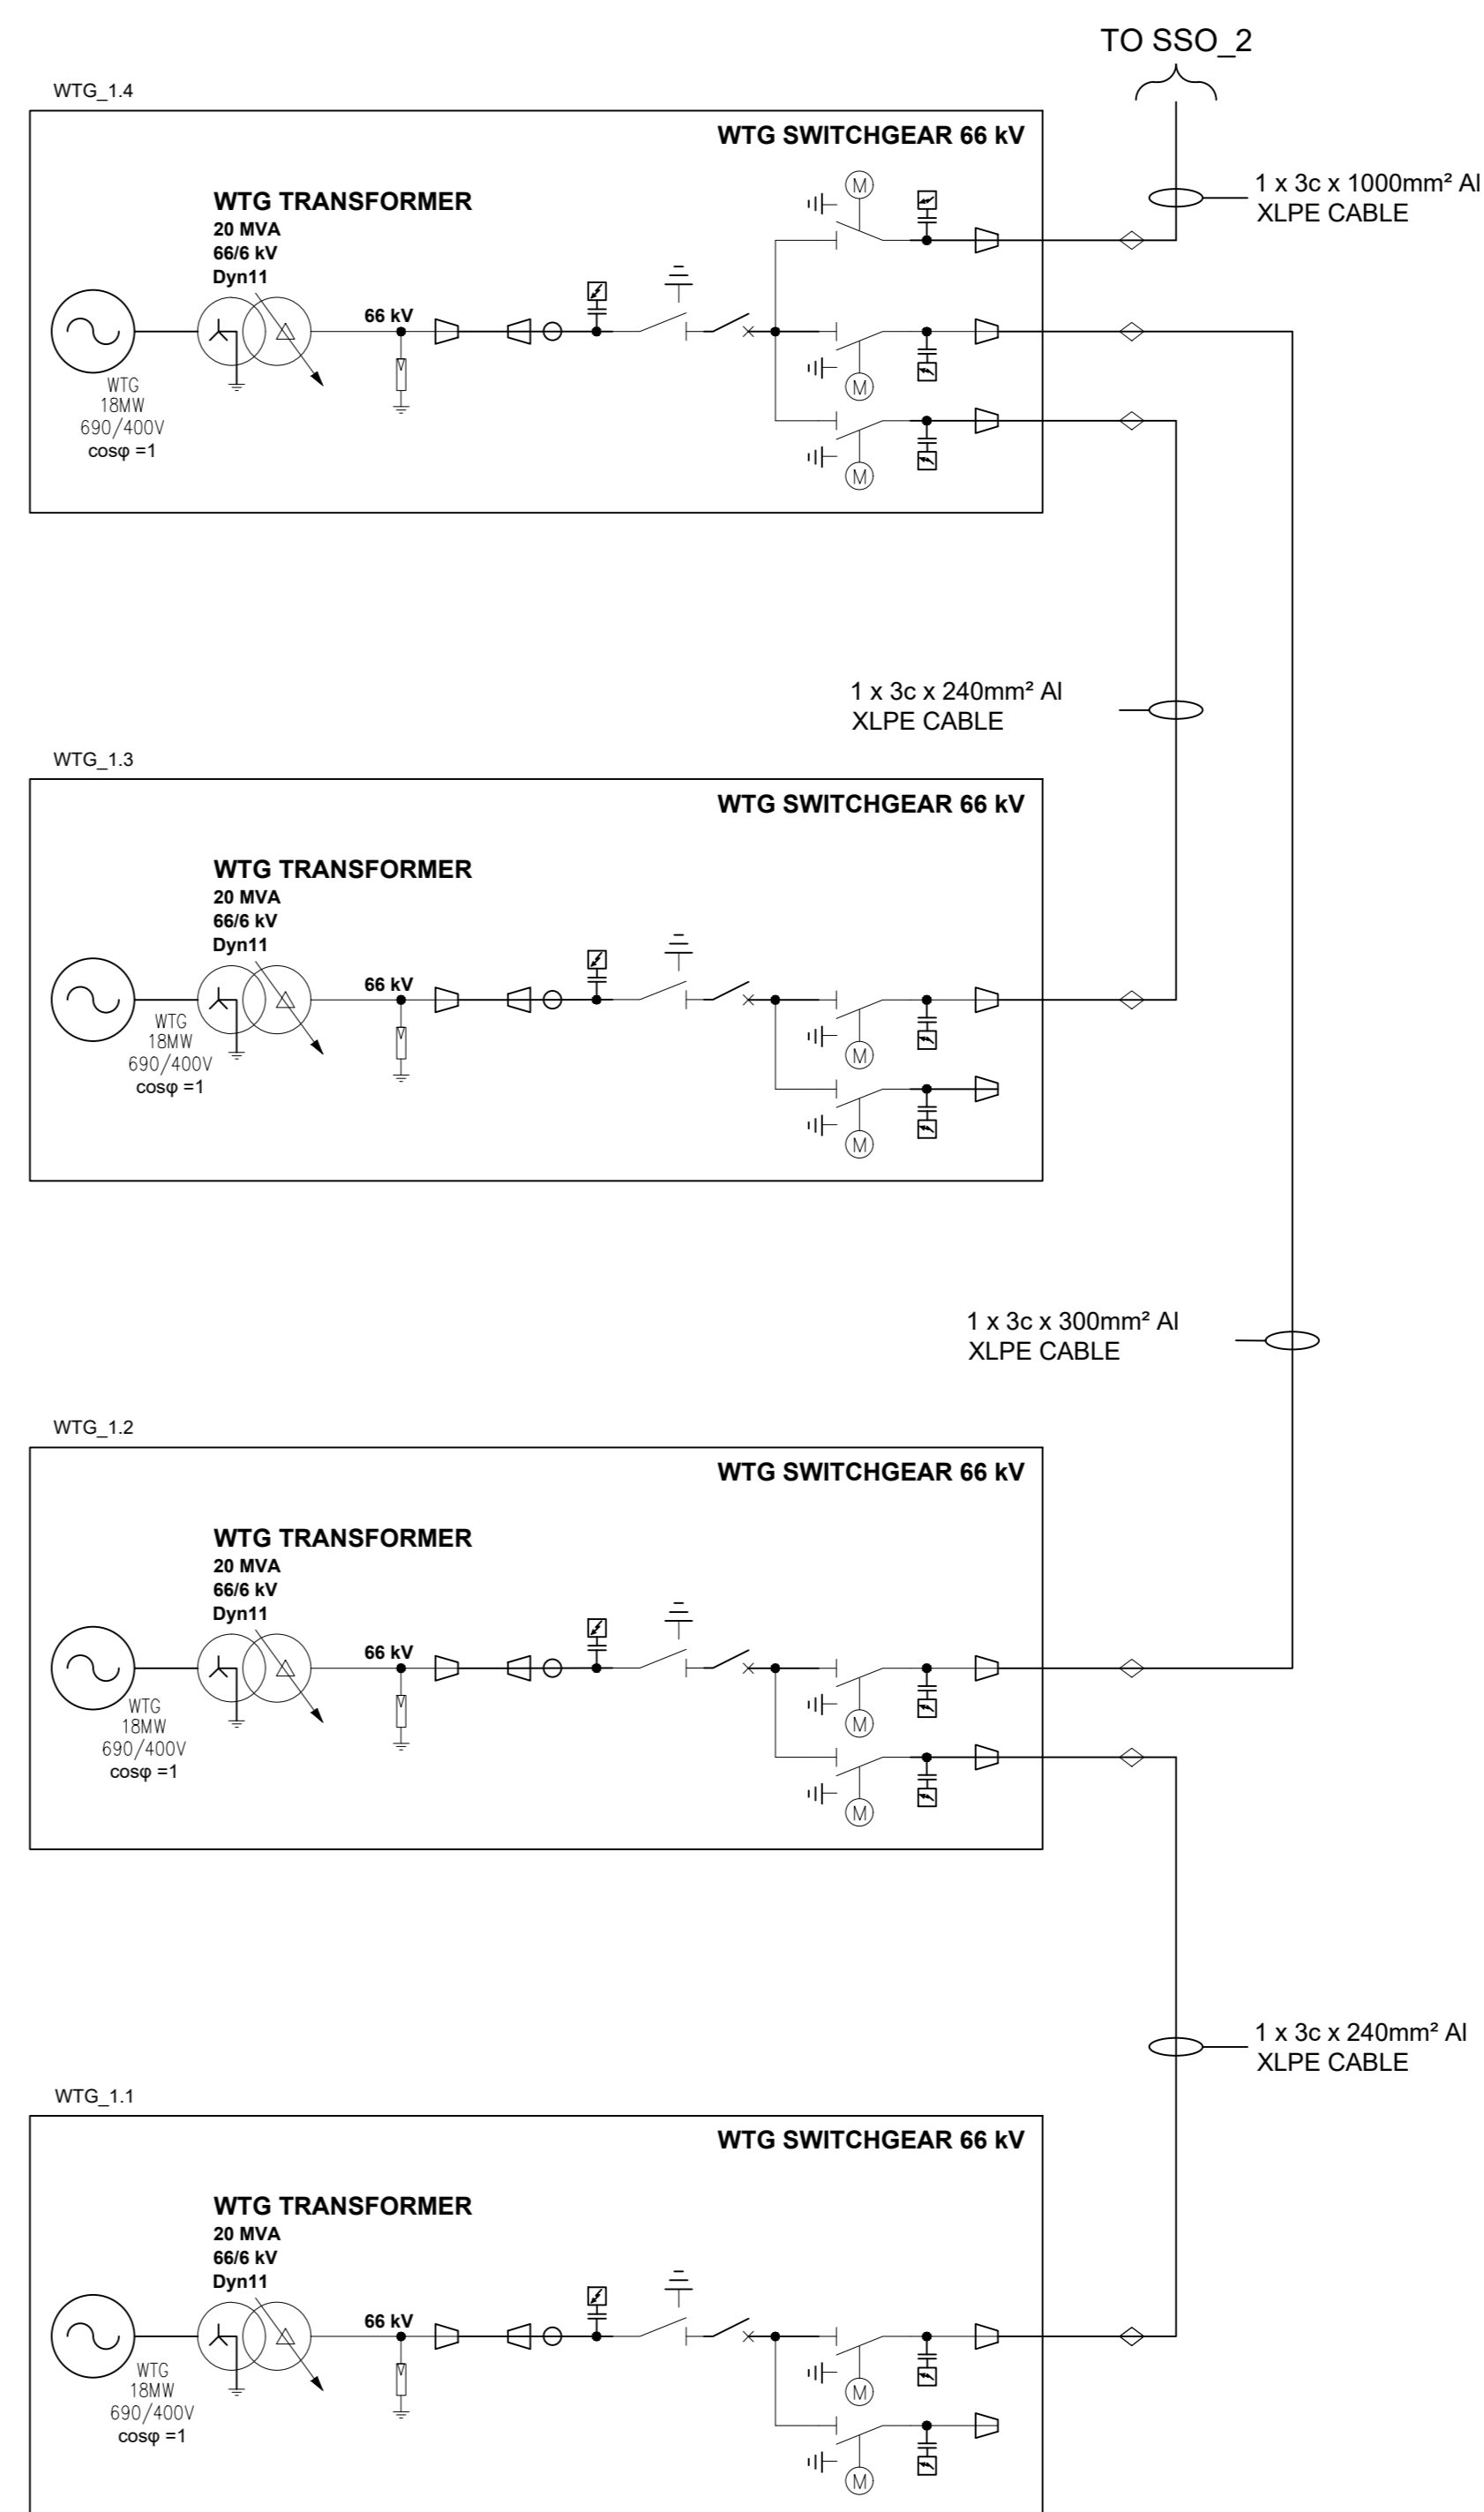 TO SSO_2
WTG_1.4
WTG SWITCHGEAR 66 kV
1 x 3c x 1000mm² Al
XLPE CABLE
WTG TRANSFORMER
20 MVA
66/6 kV
Dyn11
66 kV
M
M
M
WTG
18MW
690/400V
cosφ =1
1 x 3c x 240mm² Al
XLPE CABLE
WTG_1.3
WTG SWITCHGEAR 66 kV
WTG TRANSFORMER
20 MVA
66/6 kV
Dyn11
66 kV
M
M
WTG
18MW
690/400V
cosφ =1
1 x 3c x 300mm² Al
XLPE CABLE
WTG_1.2
WTG SWITCHGEAR 66 kV
WTG TRANSFORMER
20 MVA
66/6 kV
Dyn11
66 kV
M
M
WTG
18MW
690/400V
cosφ =1
1 x 3c x 240mm² Al
XLPE CABLE
WTG_1.1
WTG SWITCHGEAR 66 kV
WTG TRANSFORMER
20 MVA
66/6 kV
Dyn11
66 kV
M
M
WTG
18MW
690/400V
cosφ =1